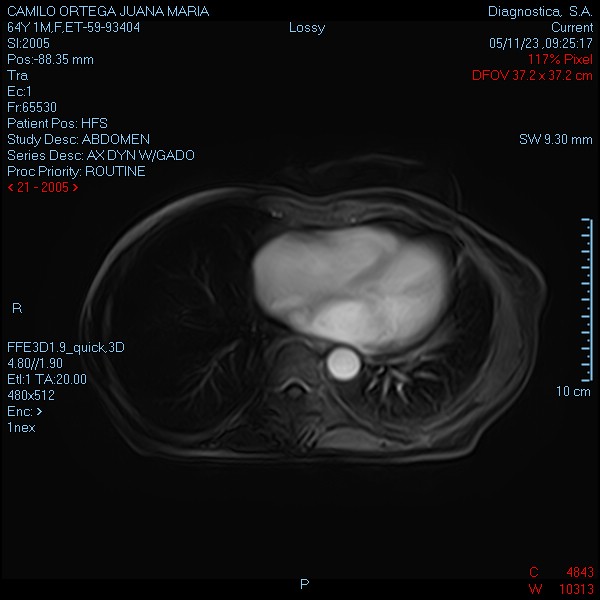 CAMILO ORTEGA JUANA MARIA
64Y 1M,F,ET-59-93404
SI:2005
Pos:-88.35 mm
Tra
Ec:1
Fr:65530
Patient Pos: HFS
Study Desc: ABDOMEN
Series Desc: AX DYN W/GADO
Proc Priority: ROUTINE
< 21 - 2005 >
Lossy
Diagnostica, S.A.
Current
05/11/23 ,09:25:17
117% Pixel
DFOV 37.2 x 37.2 cm
SW 9.30 mm
R
FFE3D1.9_quick,3D
4.80//1.90
Etl:1 TA:20.00
480x512
Enc: >
1nex
10 cm
P
C 4843
W 10313